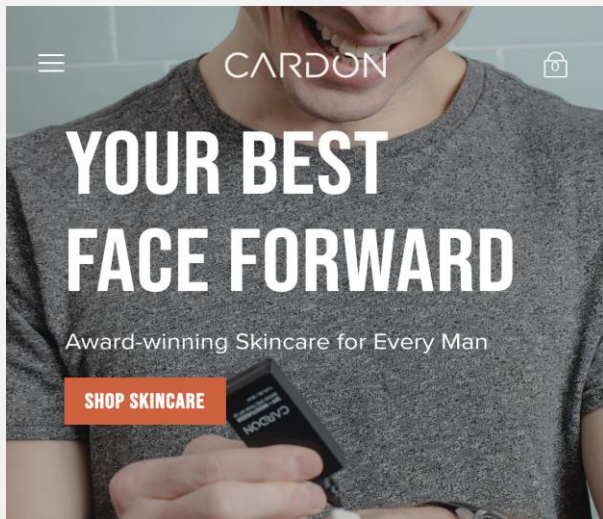 CARDON
0
YOUR BEST
FACE FORWARD
Award-winning Skincare for Every Man
SHOP SKINCARE
CARDON